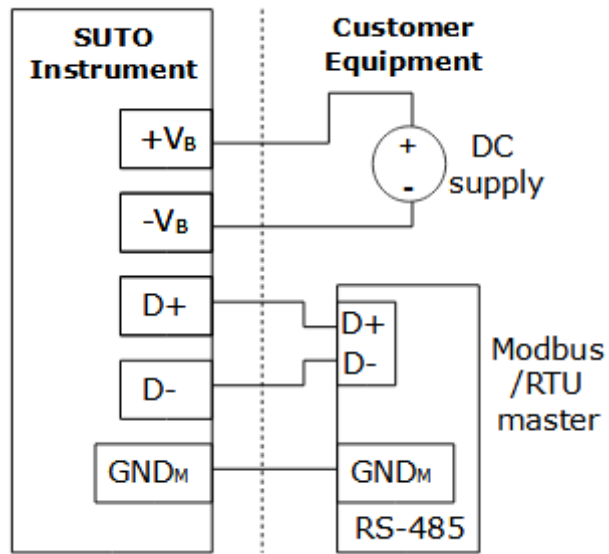 SUTO
Instrument
Customer
Equipment
+VB
-VB
D+
D-
GNDM
+
-
DC
supply
D+
D-
GNDM
RS-485
Modbus
/RTU
master